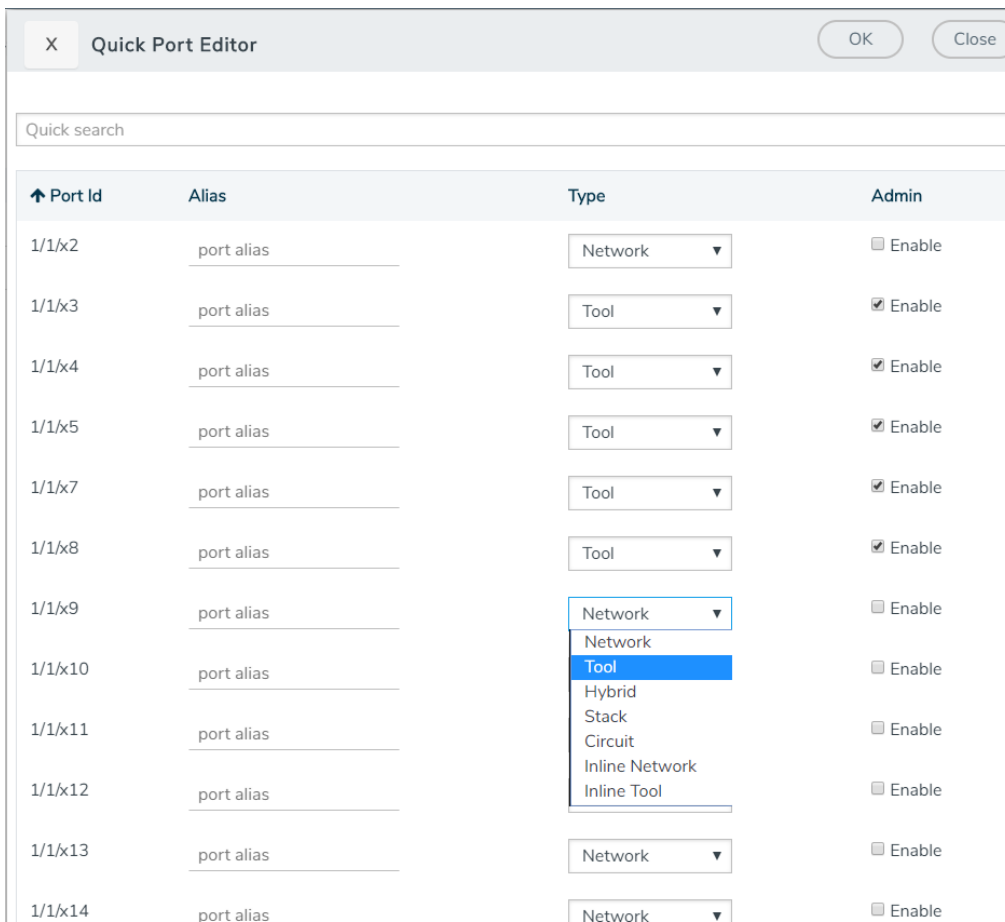 X Quick Port Editor OK Close
Quick search
Port Id Alias Type Admin
1/1/x2 port alias Network Enable
1/1/x3 port alias Tool Enable
1/1/x4 port alias Tool Enable
1/1/x5 port alias Tool Enable
1/1/x7 port alias Tool Enable
1/1/x8 port alias Tool Enable
1/1/x9 port alias Network Enable
Network
Tool
Hybrid
Stack
Circuit
Inline Network
Inline Tool
1/1/x10 port alias Enable
1/1/x11 port alias Enable
1/1/x12 port alias Enable
1/1/x13 port alias Network Enable
1/1/x14 port alias Network Enable